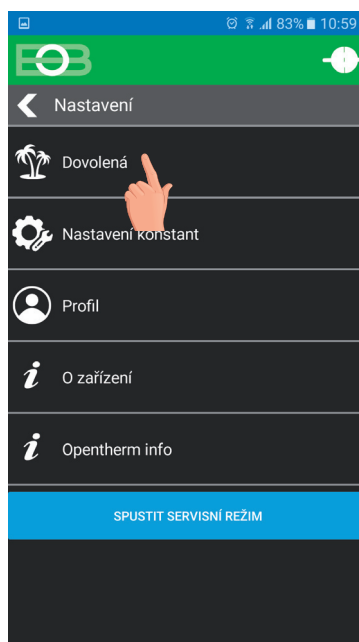 83% 10:59
EOB
Nastavení
Dovolená
Nastavení konstant
Profil
O zařízení
Opentherm info
SPUSTIT SERVISNÍ REŽIM